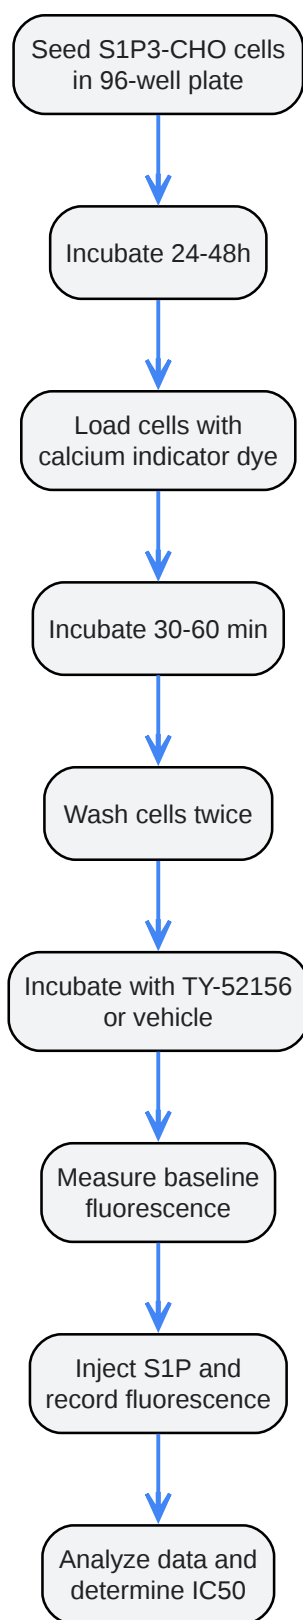 Seed S1P3-CHO cells
in 96-well plate
Incubate 24-48h
Load cells with
calcium indicator dye
Incubate 30-60 min
Wash cells twice
Incubate with TY-52156
or vehicle
Measure baseline
fluorescence
Inject S1P and
record fluorescence
Analyze data and
determine IC50